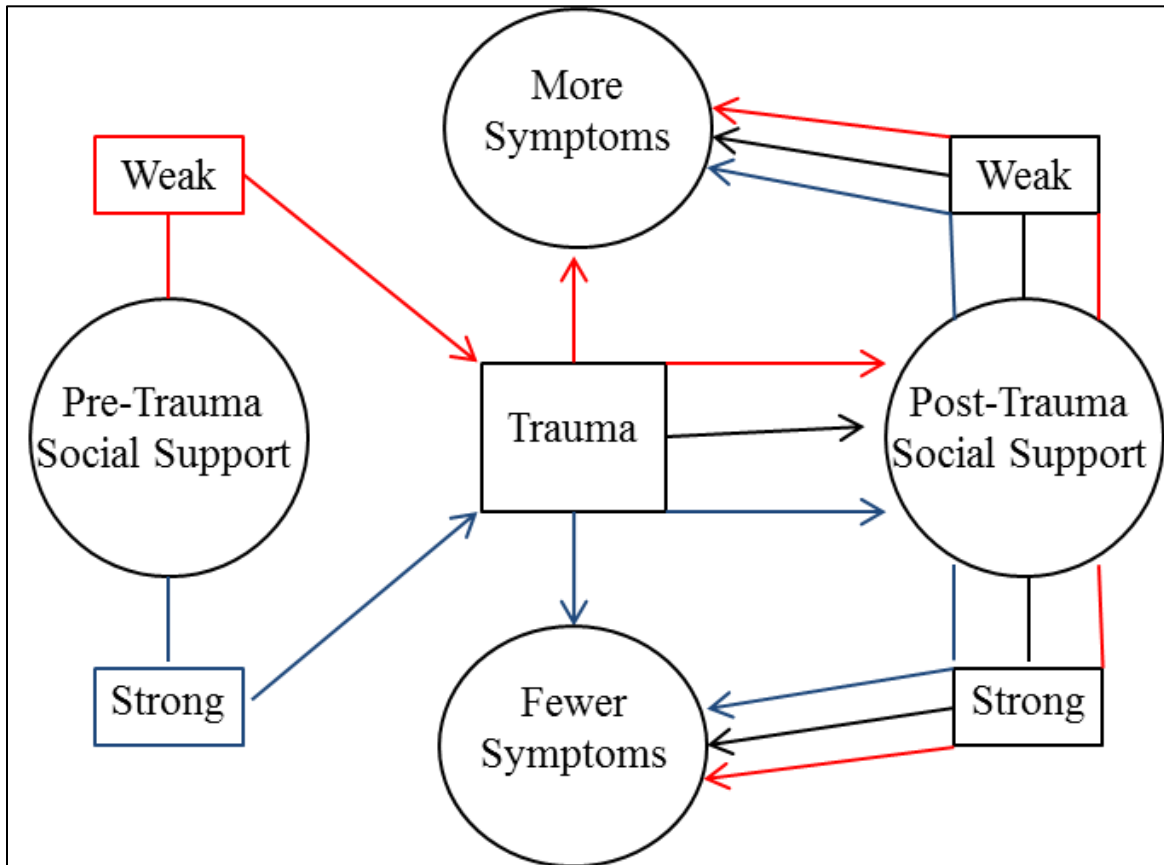 More
Symptoms
Weak
Weak
Pre-Trauma
Social Support
Trauma
Post-Trauma
Social Support
Strong
Fewer
Symptoms
Strong